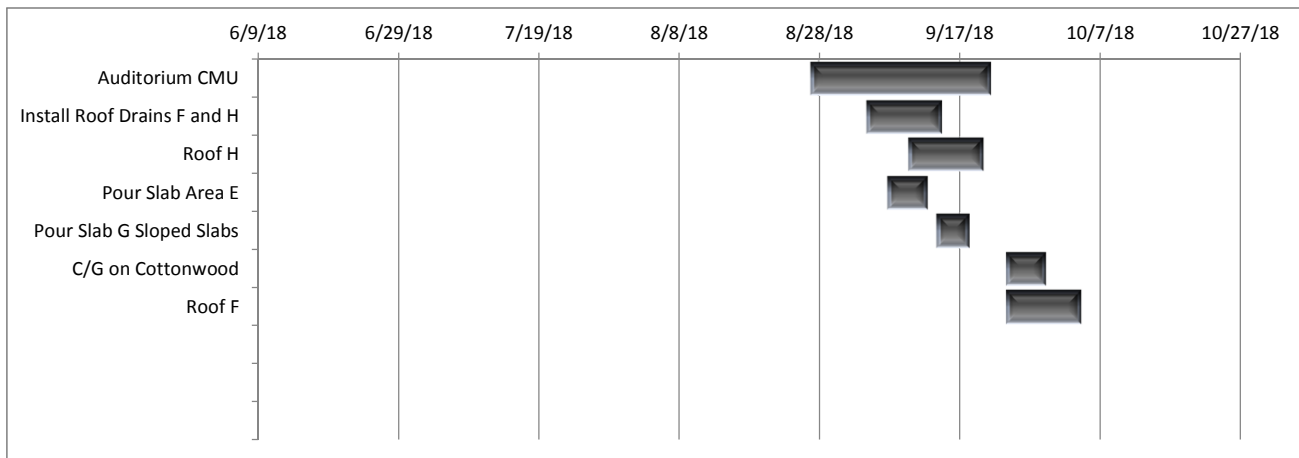 6/9/18 6/29/18 7/19/18 8/8/18 8/28/18 9/17/18 10/7/18 10/27/18
Auditorium CMU
Install Roof Drains F and H
Roof H
Pour Slab Area E
Pour Slab G Sloped Slabs
C/G on Cottonwood
Roof F